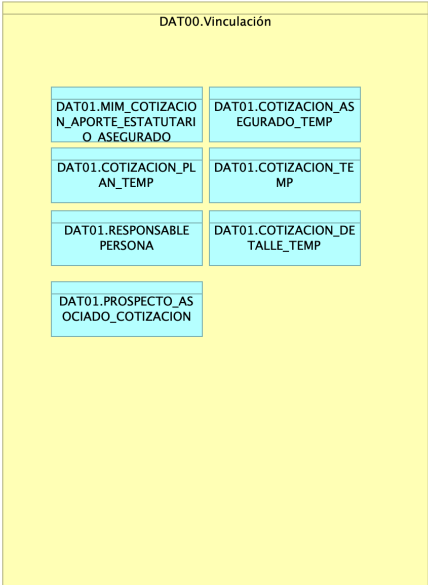 DAT00.Vinculación
DAT01.MIM_COTIZACIO
N_APORTE_ESTATUTARI
O_ASEGURADO
DAT01.COTIZACION_AS
EGURADO_TEMP
DAT01.COTIZACION_PL
AN_TEMP
DAT01.COTIZACION_TE
MP
DAT01.RESPONSABLE
PERSONA
DAT01.COTIZACION_DE
TALLE_TEMP
DAT01.PROSPECTO_AS
OCIADO_COTIZACION